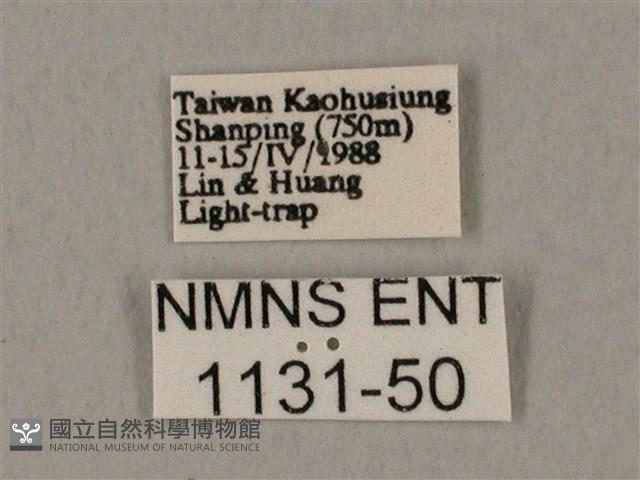 Taiwan Kaohusiung
Shanping (750m)
11-15/IV/1988
Lin & Huang
Light-trap
NMNS ENT
1131-50
國立自然科學博物館
NATIONAL MUSEUM OF NATURAL SCIENCE